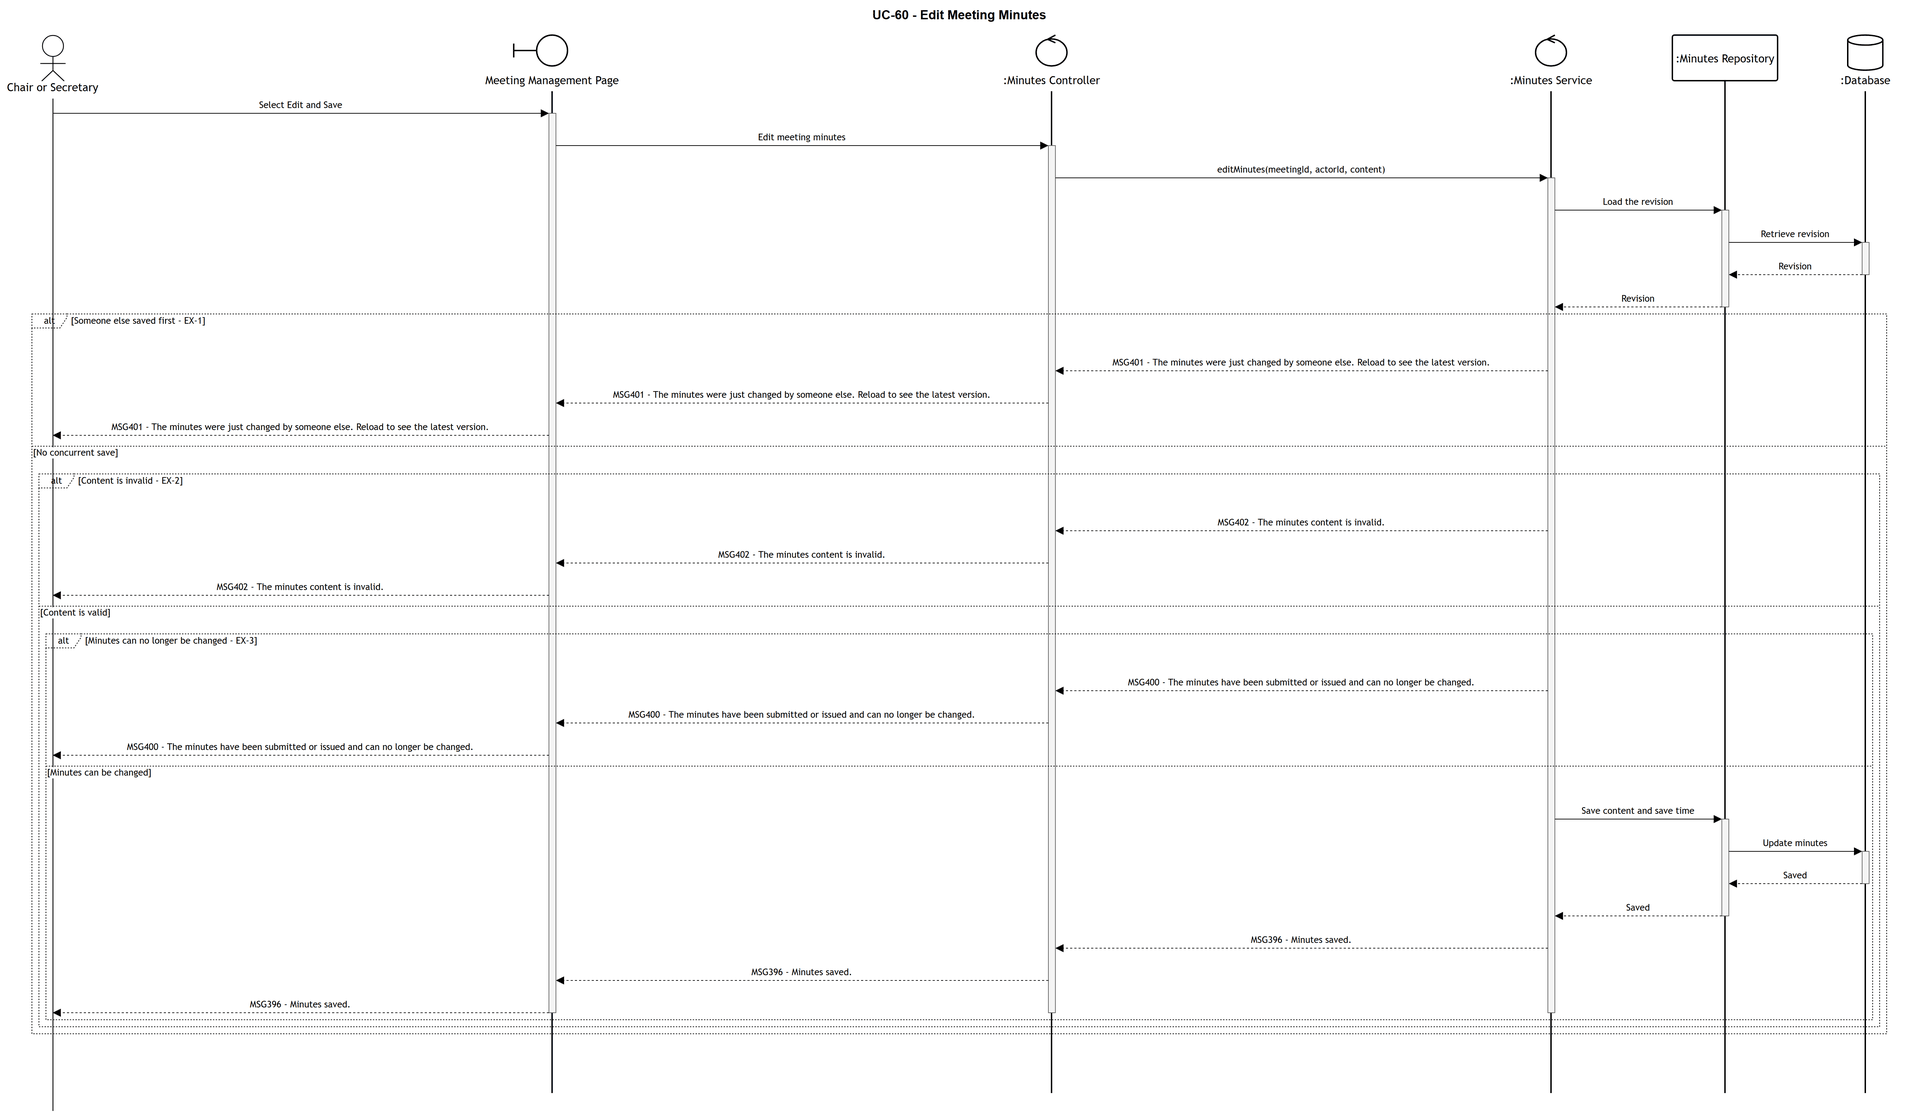 UC-60 - Edit Meeting Minutes
Chair or Secretary
Meeting Management Page
:Minutes Controller
:Minutes Service
:Minutes Repository
:Database
Select Edit and Save
Edit meeting minutes
editMinutes(meetingId, actorId, content)
Load the revision
Retrieve revision
Revision
Revision
alt
[Someone else saved first - EX-1]
MSG401 - The minutes were just changed by someone else. Reload to see the latest version.
MSG401 - The minutes were just changed by someone else. Reload to see the latest version.
MSG401 - The minutes were just changed by someone else. Reload to see the latest version.
[No concurrent save]
alt
[Content is invalid - EX-2]
MSG402 - The minutes content is invalid.
MSG402 - The minutes content is invalid.
MSG402 - The minutes content is invalid.
[Content is valid]
alt
[Minutes can no longer be changed - EX-3]
MSG400 - The minutes have been submitted or issued and can no longer be changed.
MSG400 - The minutes have been submitted or issued and can no longer be changed.
MSG400 - The minutes have been submitted or issued and can no longer be changed.
[Minutes can be changed]
Save content and save time
Update minutes
Saved
Saved
MSG396 - Minutes saved.
MSG396 - Minutes saved.
MSG396 - Minutes saved.